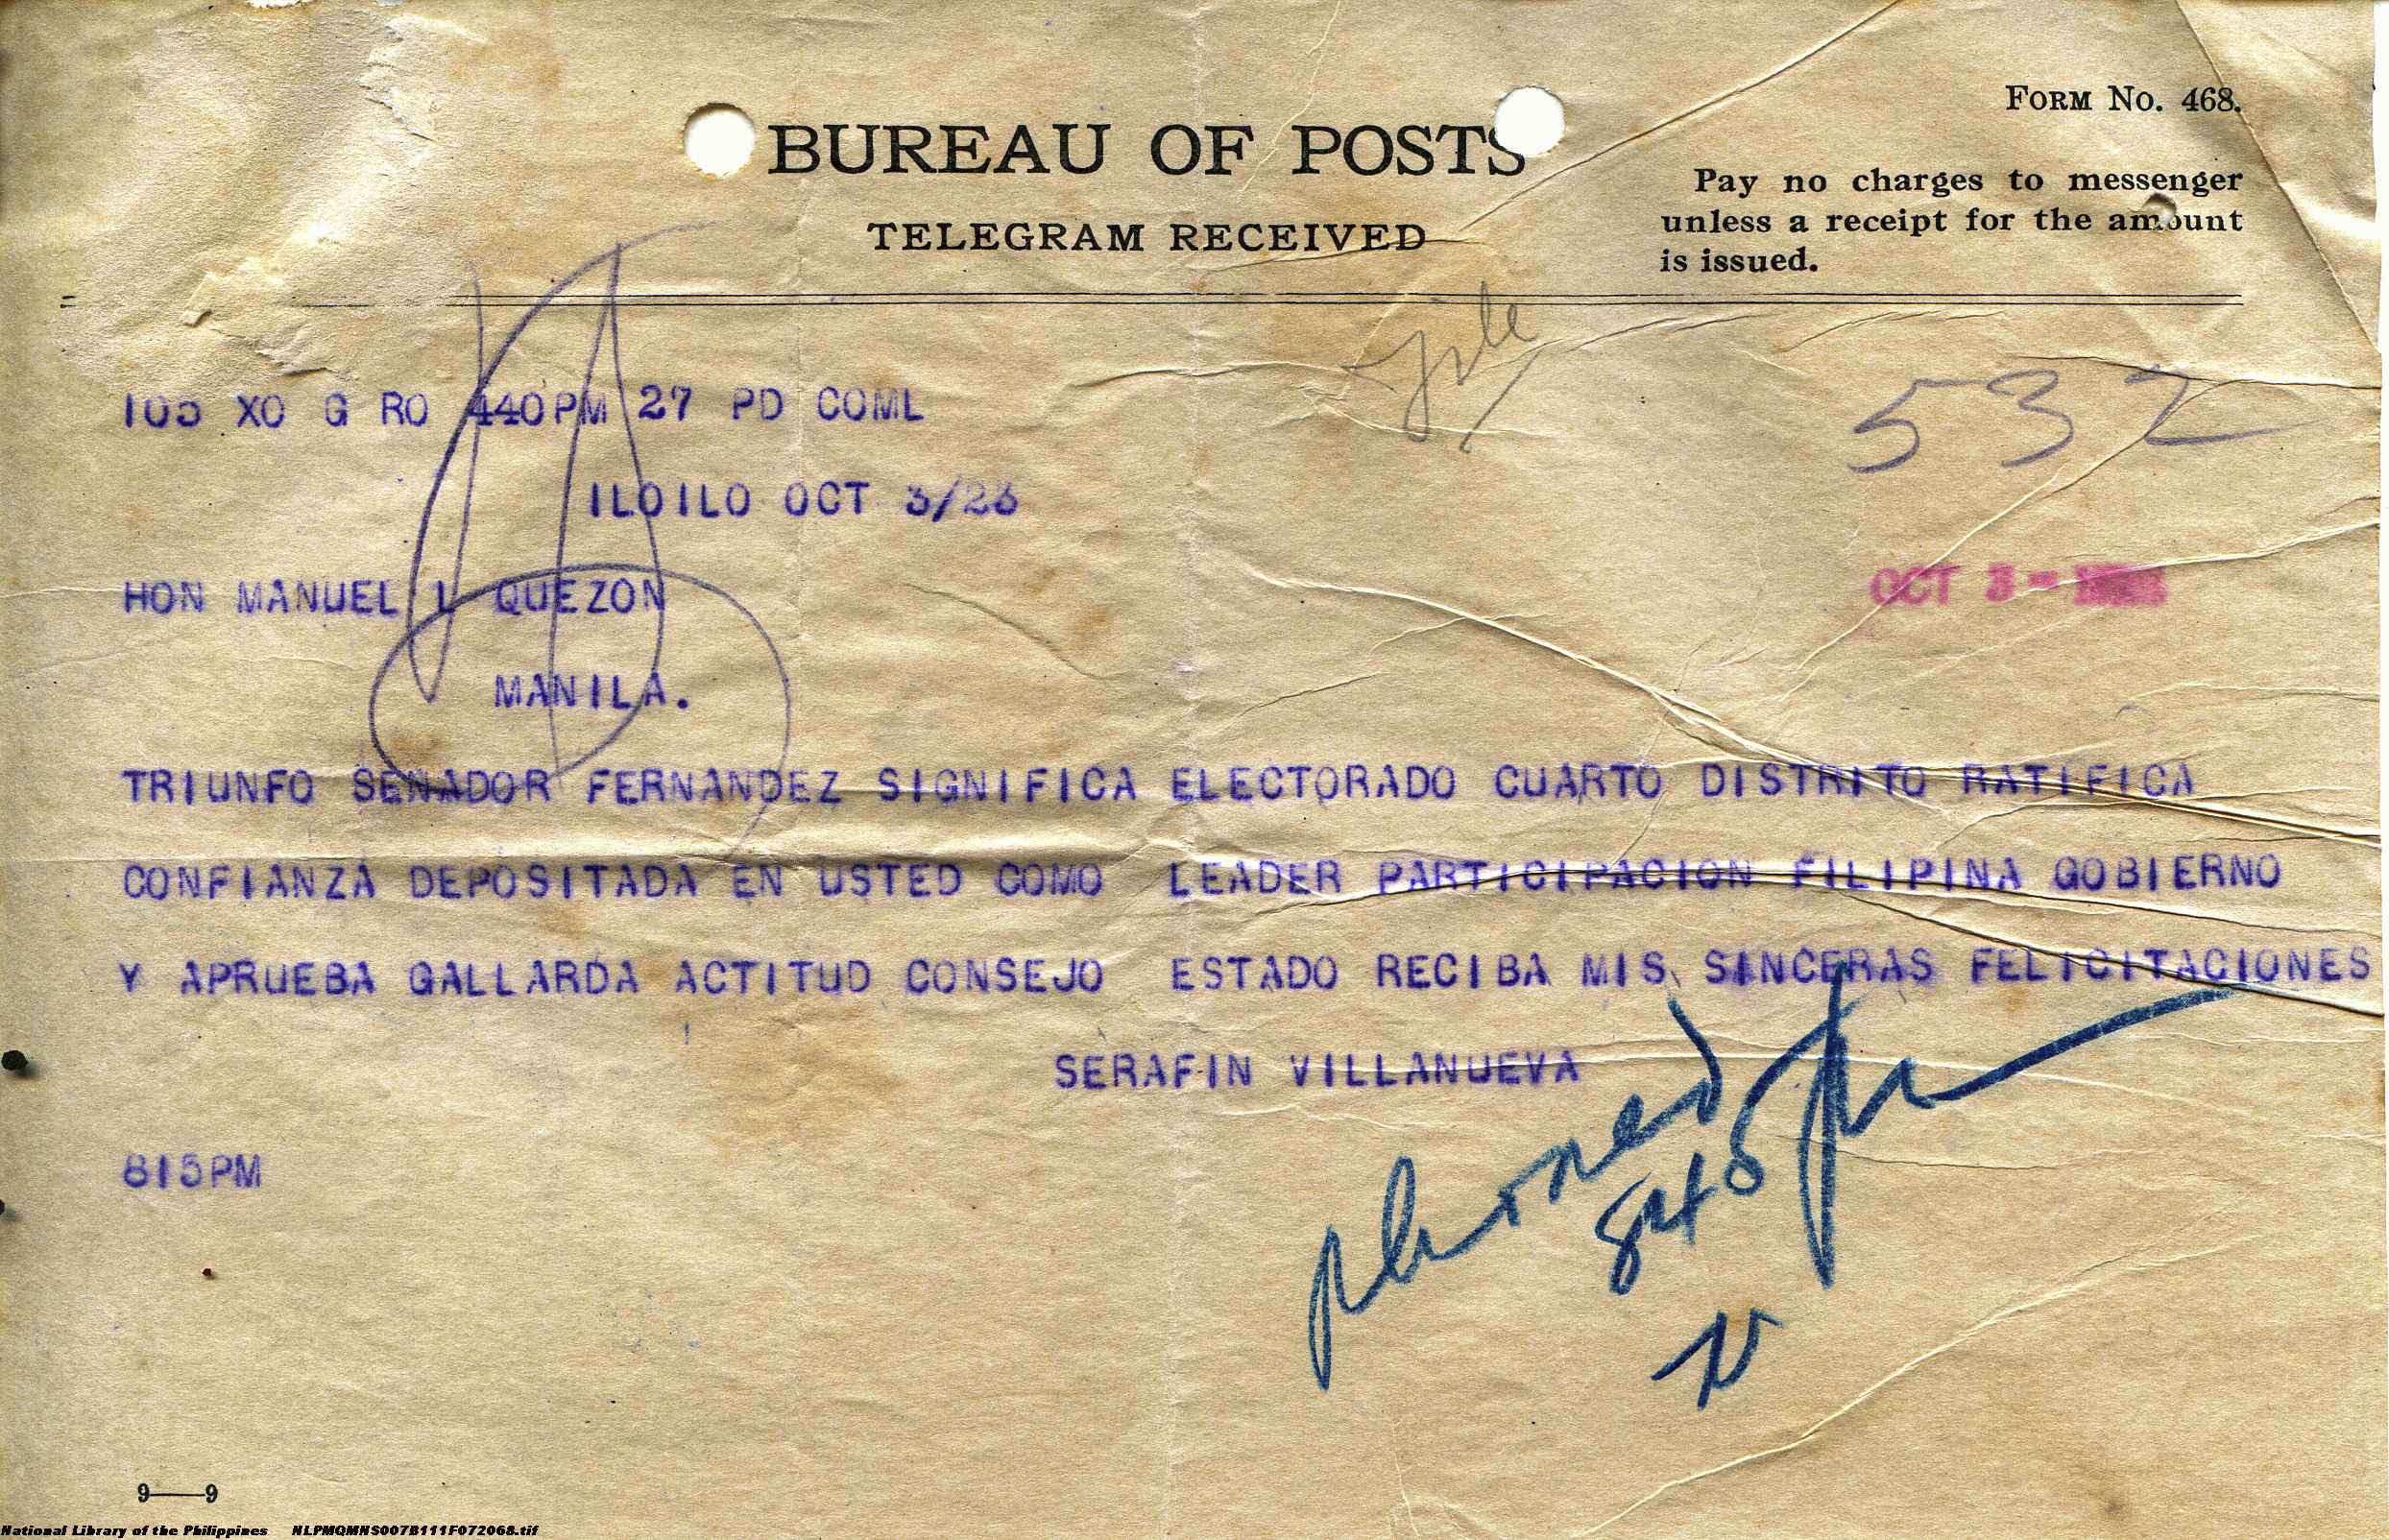 FORM NO. 468.
BUREAU OF POSTS
TELEGRAM RECEIVED
Pay no charges to messenger
unless a receipt for the amount
is issued.
File
105 XO G RO 440PM 27 PD COML
532
ILOILO OCT 3/23
HON MANUEL L QUEZON
OCT 3 -
MANILA.
TRIUNFO SENADOR FERNANDEZ SIGNIFICA ELECTORADO CUARTO DISTRITO RATIFICA
CONFIANZA DEPOSITADA EN USTED COMO LEADER PARTICIPACION FILIPINA GOBIERNO
Y APRUEBA GALLARDA ACTITUD CONSEJO ESTADO RECIBA MIS SINCERAS FELICITACIONES
SERAFIN VILLANUEVA
815PM
phoned
845 pm
9——9
National Library of the Philippines NLPMQMNS007B111F072068.tif